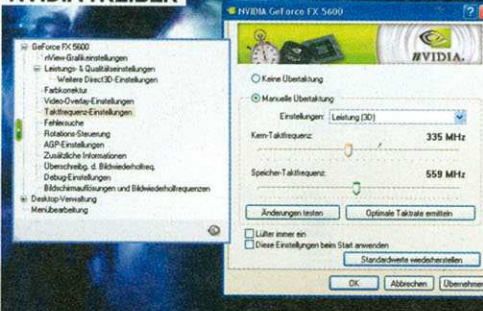 NVIDIA GeForce FX 5600
GeForce FX 5600
nView-Grafikeinstellungen
Leistungs- & Qualitätseinstellungen
Weitere Direct3D-Einstellungen
Farbkorrektur
Video-Overlay-Einstellungen
Taktfrequenz-Einstellungen
Fehlersuche
Rotations-Steuerung
AGP-Einstellungen
Zusätzliche Informationen
Überschreibg. d. Bildwiederholfreq.
Debug-Einstellungen
Bildschirmauflösungen und Bildwiederholfrequenzen
Desktop-Verwaltung
Menübearbeitung
NVIDIA.
Keine Übertaktung
Manuelle Übertaktung
Einstellungen: Leistung (3D)
Kern-Taktfrequenz: 335 MHz
Speicher-Taktfrequenz: 559 MHz
Änderungen testen
Optimale Taktrate ermitteln
Lüfter immer ein
Diese Einstellungen beim Start anwenden
Standardwerte wiederherstellen
OK
Abbrechen
Übernehmen